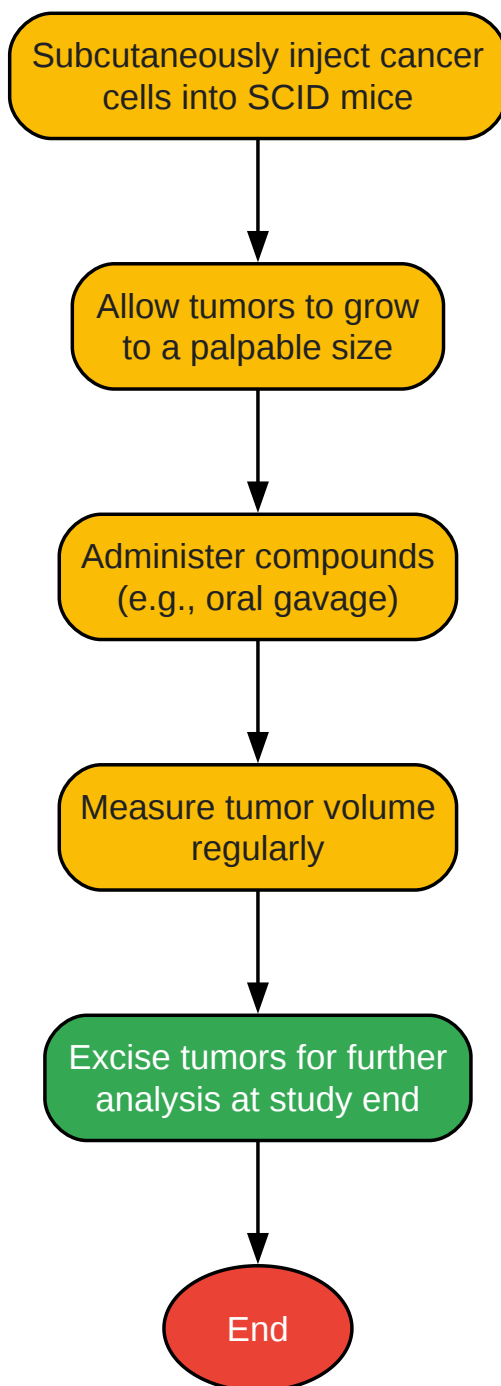 Subcutaneously inject cancer
cells into SCID mice
Allow tumors to grow
to a palpable size
Administer compounds
(e.g., oral gavage)
Measure tumor volume
regularly
Excise tumors for further
analysis at study end
End